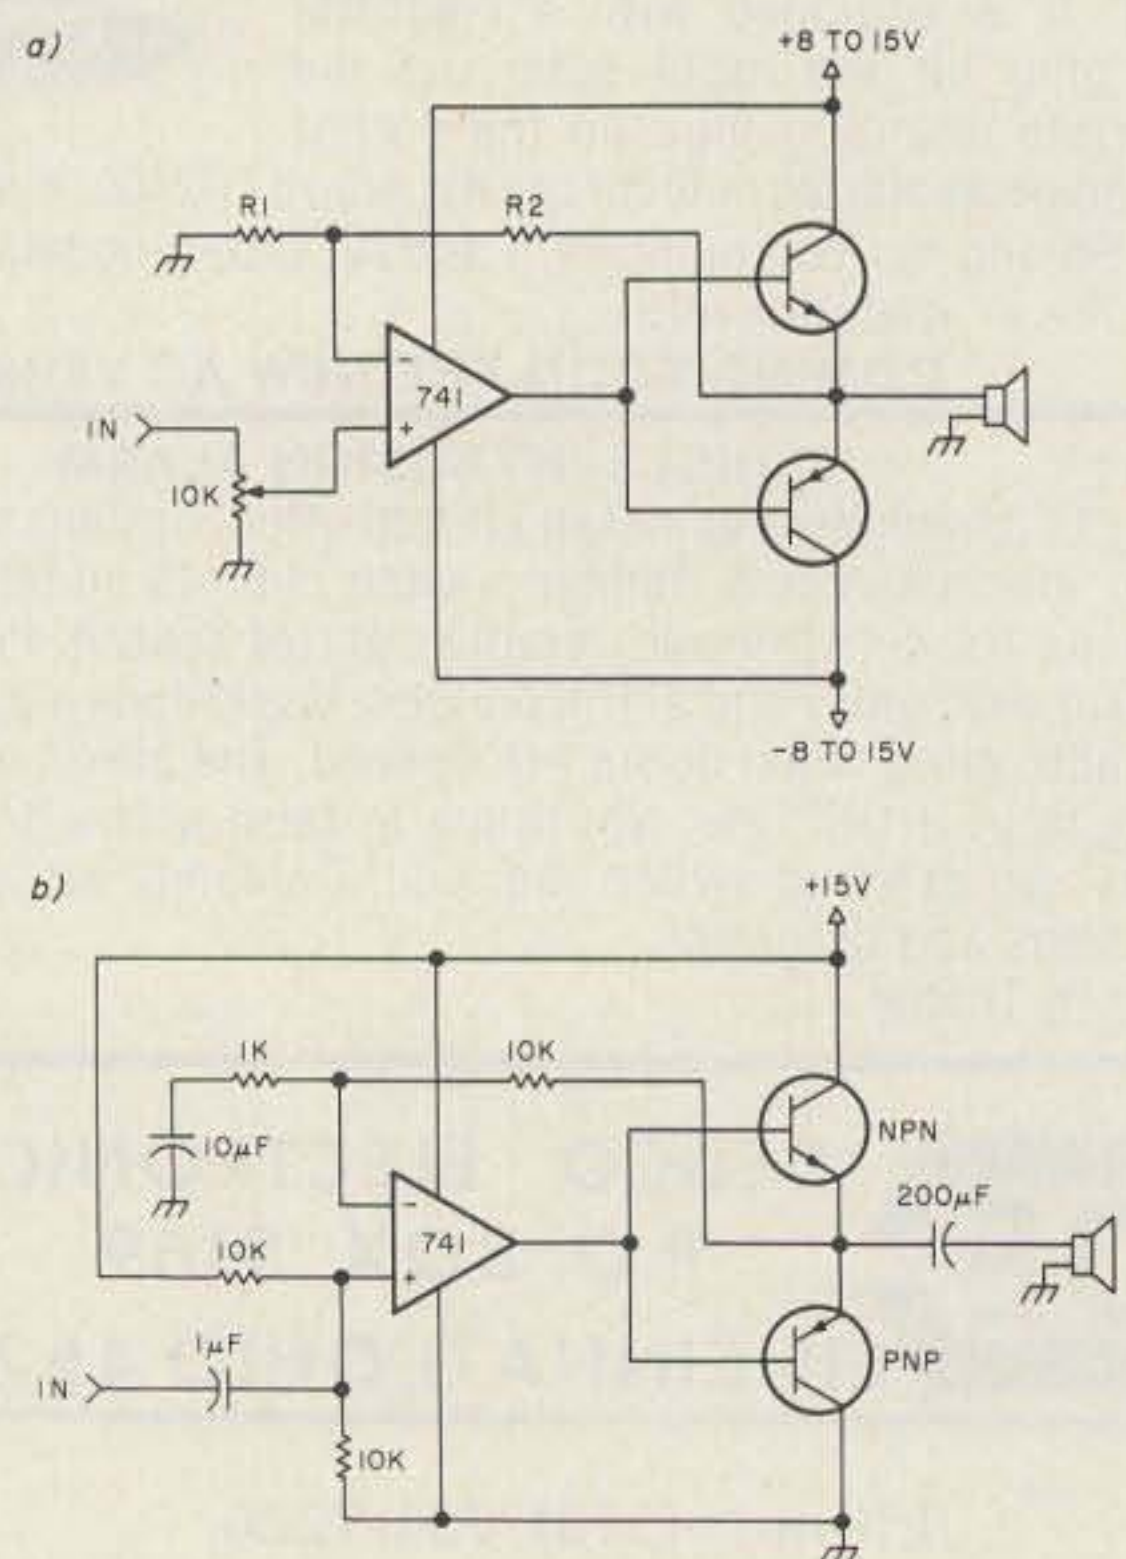 a)
+8 TO 15V
R1
R2
-
741
+
IN
10K
-8 TO 15V
b)
+15V
1K
10K
NPN
10µF
200µF
-
741
10K
+
1µF
IN
PNP
10K